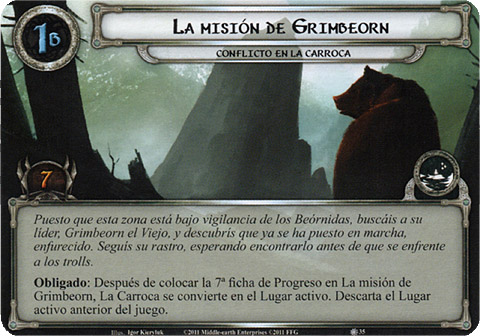 1B
La misión de Grimbeorn
CONFLICTO EN LA CARROCA
7
Puesto que esta zona está bajo vigilancia de los Beórnidas, buscáis a su
líder, Grimbeorn el Viejo, y descubrís que ya se ha puesto en marcha,
enfurecido. Seguís su rastro, esperando encontrarlo antes de que se enfrente
a los trolls.
Obligado: Después de colocar la 7ª ficha de Progreso en La misión de
Grimbeorn, La Carroca se convierte en el Lugar activo. Descarta el Lugar
activo anterior del juego.
Illus. Igor Kieryluk ©2011 Middle-earth Enterprises ©2011 FFG 35